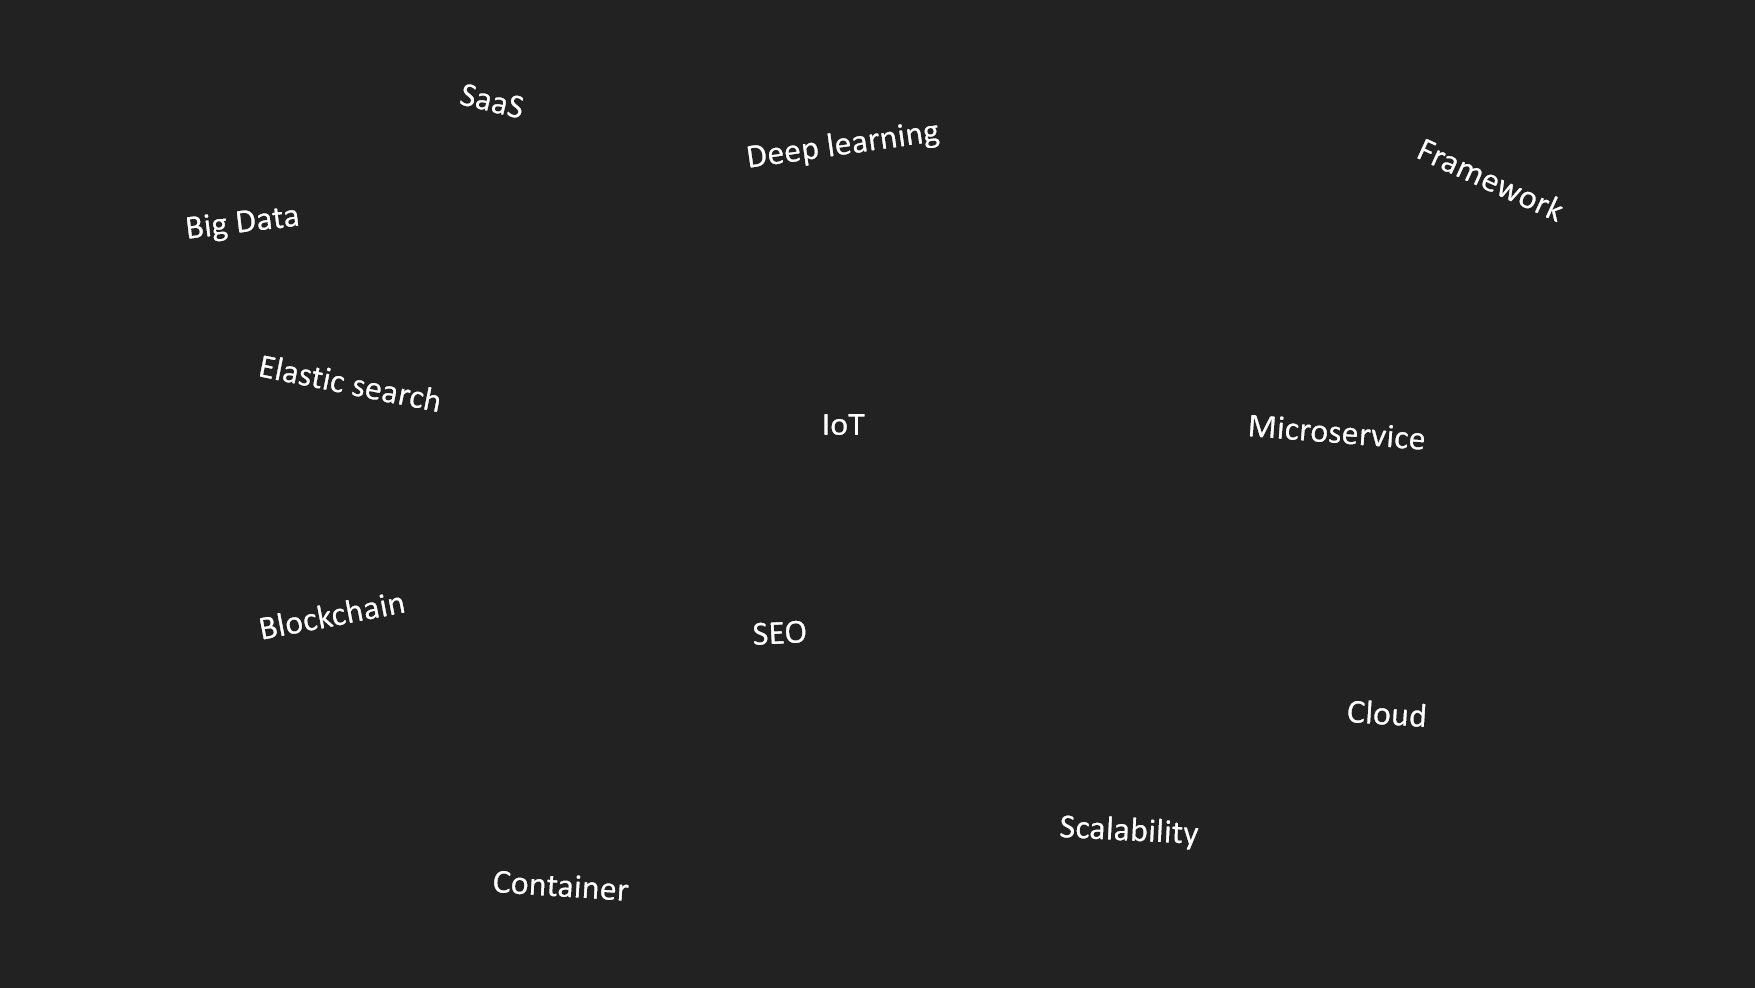 SaaS
Deep learning
Framework
Big Data
Elastic search
IoT
Microservice
Blockchain
SEO
Cloud
Scalability
Container